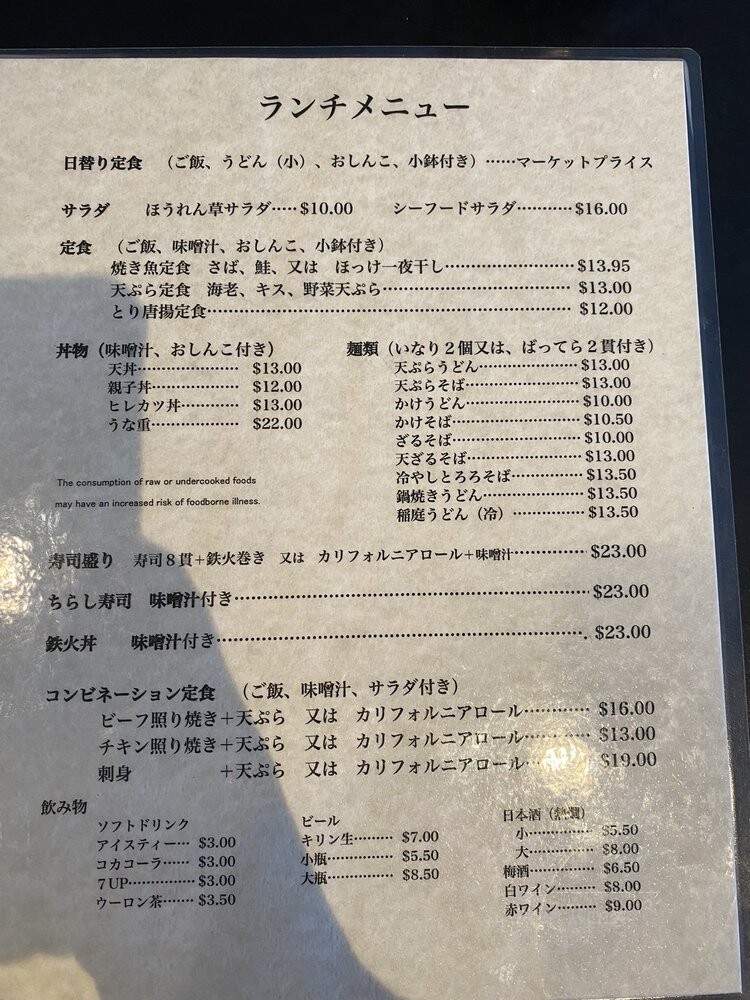 ランチメニュー
日替り定食 （ご飯、うどん（小）、おしんこ、小鉢付き）……マーケットプライス
サラダ ほうれん草サラダ…‥$10.00 シーフードサラダ…………$16.00
定食 （ご飯、味噌汁、おしんこ、小鉢付き）
焼き魚定食 さば、鮭、又は ほっけ一夜干し……………………$13.95
天ぷら定食 海老、キス、野菜天ぷら………………………………$13.00
とり唐揚定食…………………………………………………………$12.00
丼物（味噌汁、おしんこ付き）
天丼………………… $13.00
親子丼……………… $12.00
ヒレカツ丼………… $13.00
うな重……………… $22.00
麺類（いなり２個又は、ばってら２貫付き）
天ぷらうどん………………$13.00
天ぷらそば…………………$13.00
かけうどん…………………$10.00
かけそば……………………$10.50
ざるそば……………………$10.00
天ざるそば…………………$13.00
冷やしとろろそば…………$13.50
鍋焼きうどん………………$13.50
稲庭うどん（冷）…………$13.50
The consumption of raw or undercooked foods
may have an increased risk of foodborne illness.
寿司盛り 寿司８貫＋鉄火巻き 又は カリフォルニアロール＋味噌汁……………$23.00
ちらし寿司 味噌汁付き………………………………………………………$23.00
鉄火丼 味噌汁付き………………………………………………………. $23.00
コンビネーション定食 （ご飯、味噌汁、サラダ付き）
ビーフ照り焼き＋天ぷら 又は カリフォルニアロール………… $16.00
チキン照り焼き＋天ぷら 又は カリフォルニアロール………… $13.00
刺身 ＋天ぷら 又は カリフォルニアロール………… $19.00
飲み物
ソフトドリンク
アイスティー… $3.00
コカコーラ…… $3.00
７UP……………$3.00
ウーロン茶……$3.50
ビール
キリン生……… $7.00
小瓶…………… $5.50
大瓶…………… $8.50
日本酒（熱燗）
小…………… $5.50
大…………… $8.00
梅酒…………… $6.50
白ワイン……… $8.00
赤ワイン……… $9.00